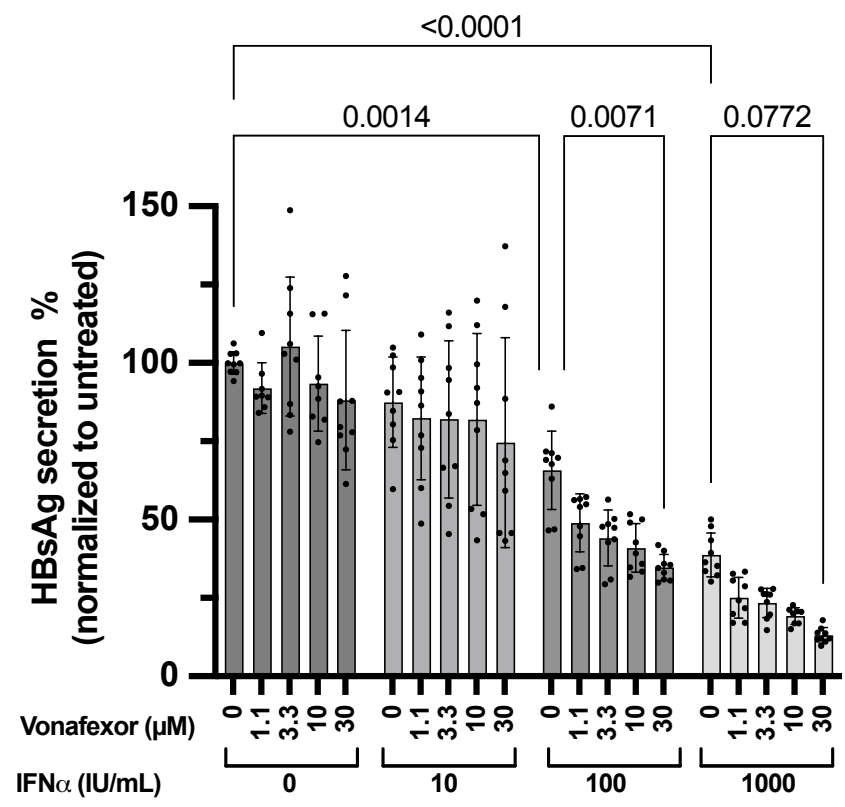 <0.0001
0.0014 0.0071 0.0772
150
100
50
0
HBsAg secretion %
(normalized to untreated)
Vonafexor (µM) 0 1.1 3.3 10 30 0 1.1 3.3 10 30 0 1.1 3.3 10 30 0 1.1 3.3 10 30
IFNα (IU/mL) 0 10 100 1000